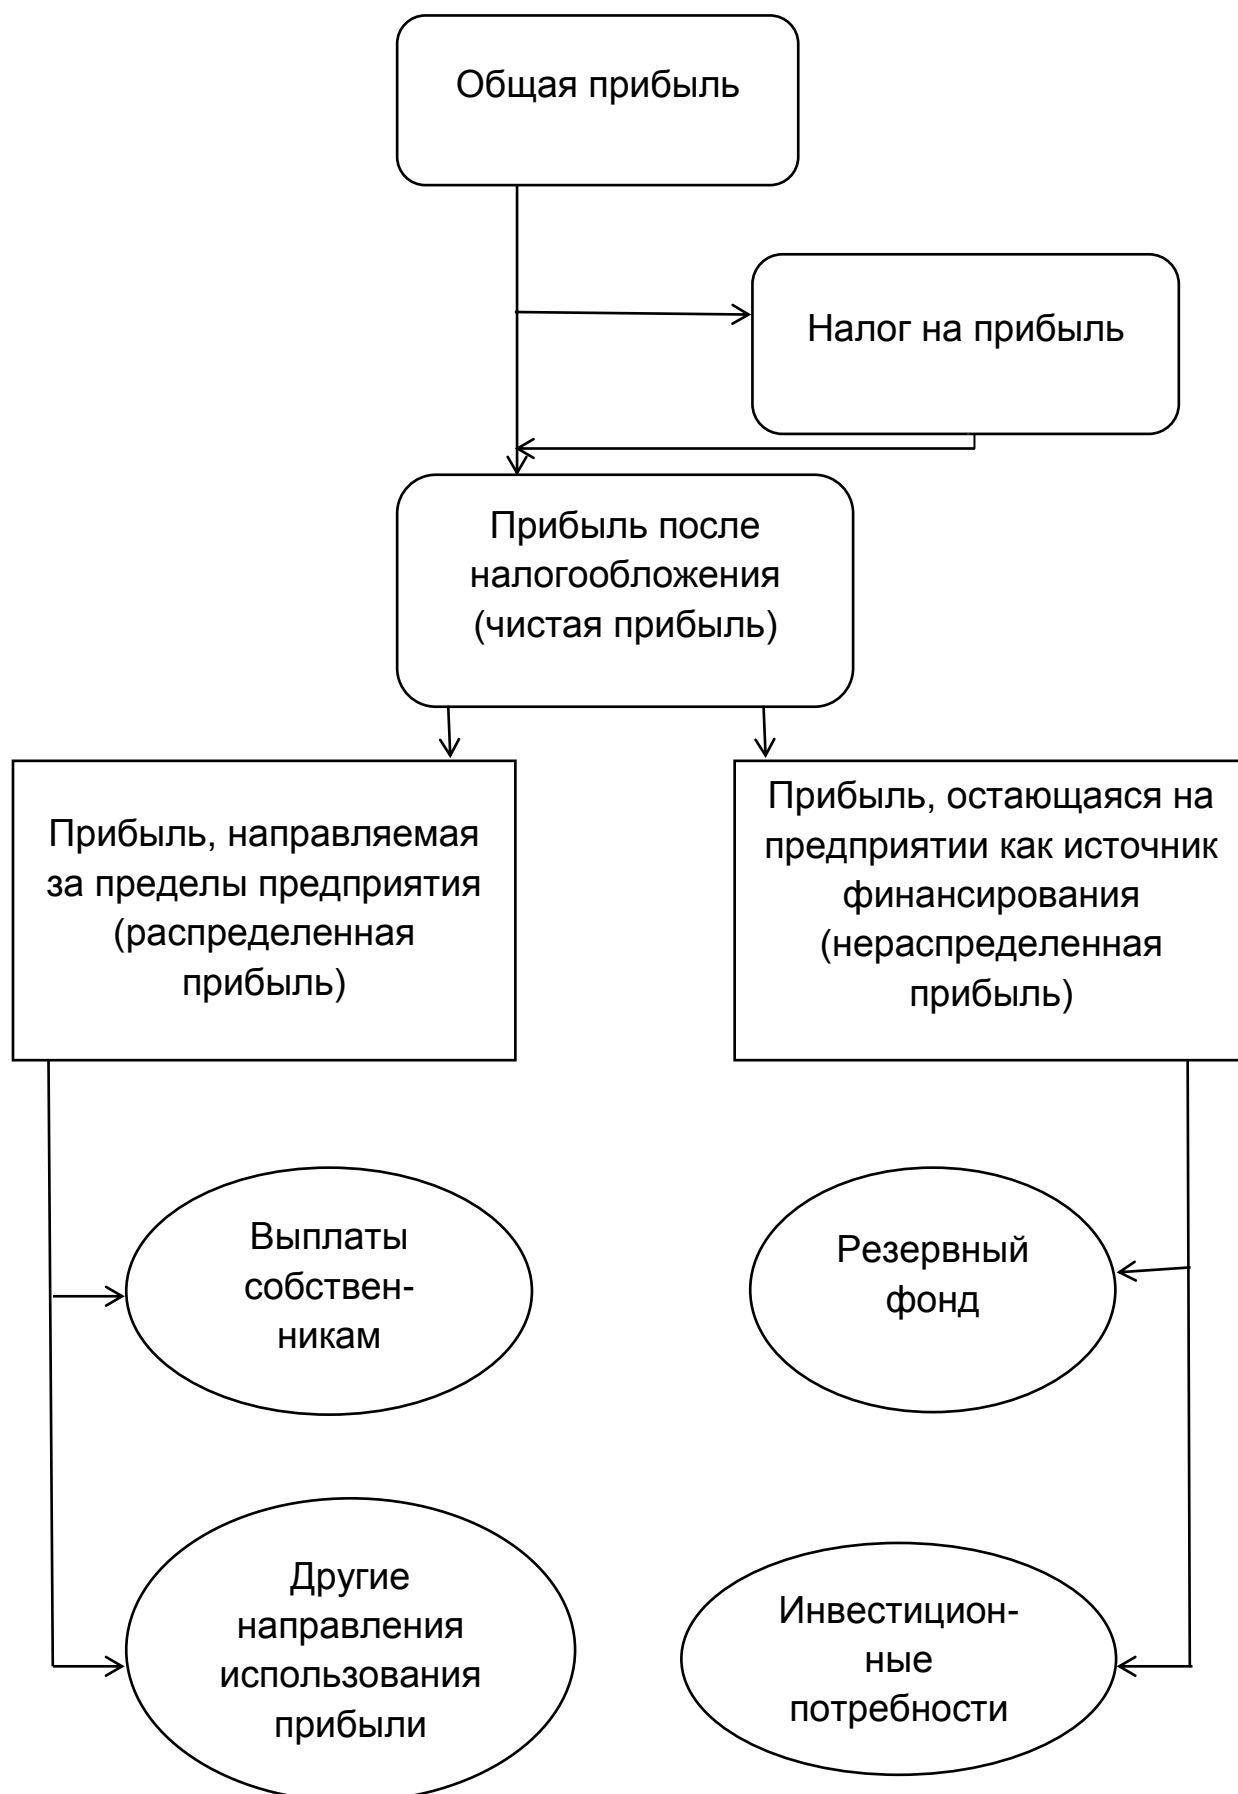 Общая прибыль
Налог на прибыль
Прибыль после
налогообложения
(чистая прибыль)
Прибыль, направляемая
за пределы предприятия
(распределенная
прибыль)
Прибыль, остающаяся на
предприятии как источник
финансирования
(нераспределенная
прибыль)
Выплаты
собствен-
никам
Резервный
фонд
Другие
направления
использования
прибыли
Инвестицион-
ные
потребности